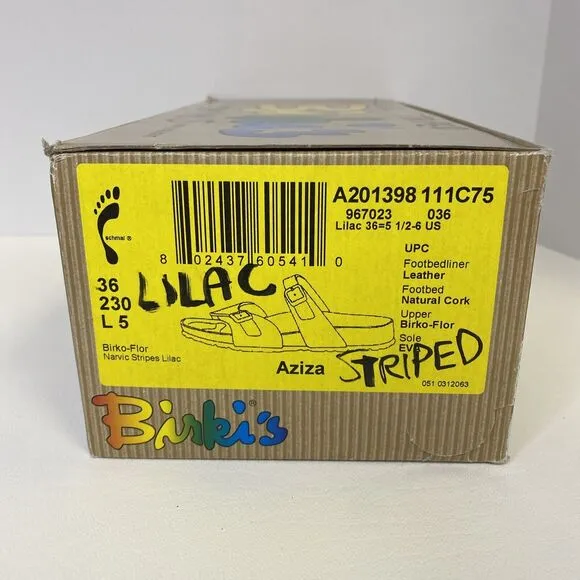 A201398 111C75
967023 036
Lilac 36=5 1/2-6 US
schmal ®
8 02437 60541 0
UPC
Footbedliner
Leather
Footbed
Natural Cork
Upper
Birko-Flor
Sole
EVA
36
230
L 5
LILAC
Birko-Flor
Narvic Stripes Lilac
Aziza
STRIPED
051 0312063
Birki's®